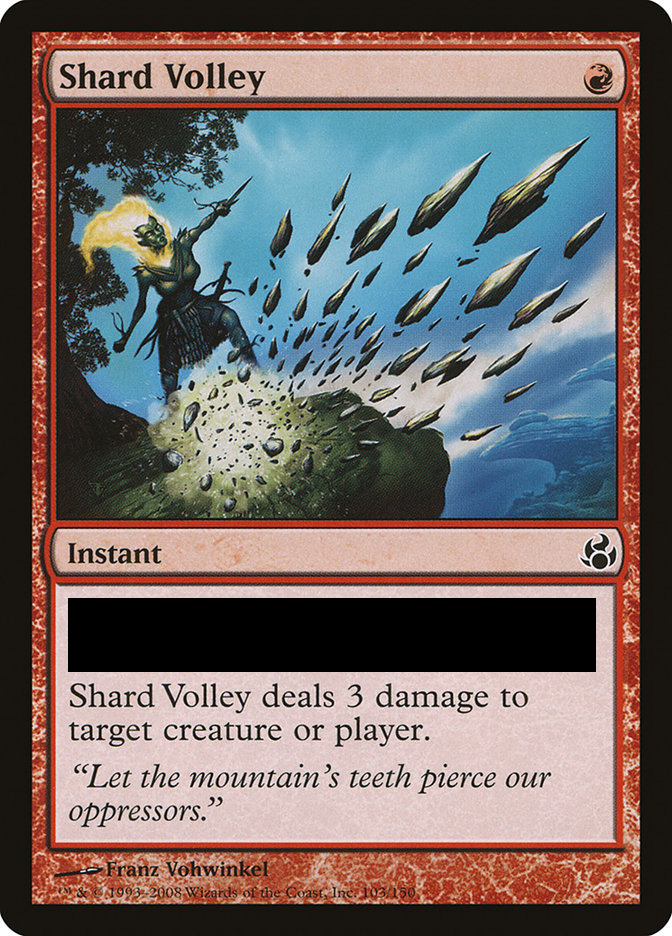 Shard Volley
Instant
Shard Volley deals 3 damage to
target creature or player.
“Let the mountain’s teeth pierce our
oppressors.”
Franz Vohwinkel
™ & © 1993–2008 Wizards of the Coast, Inc. 103/150